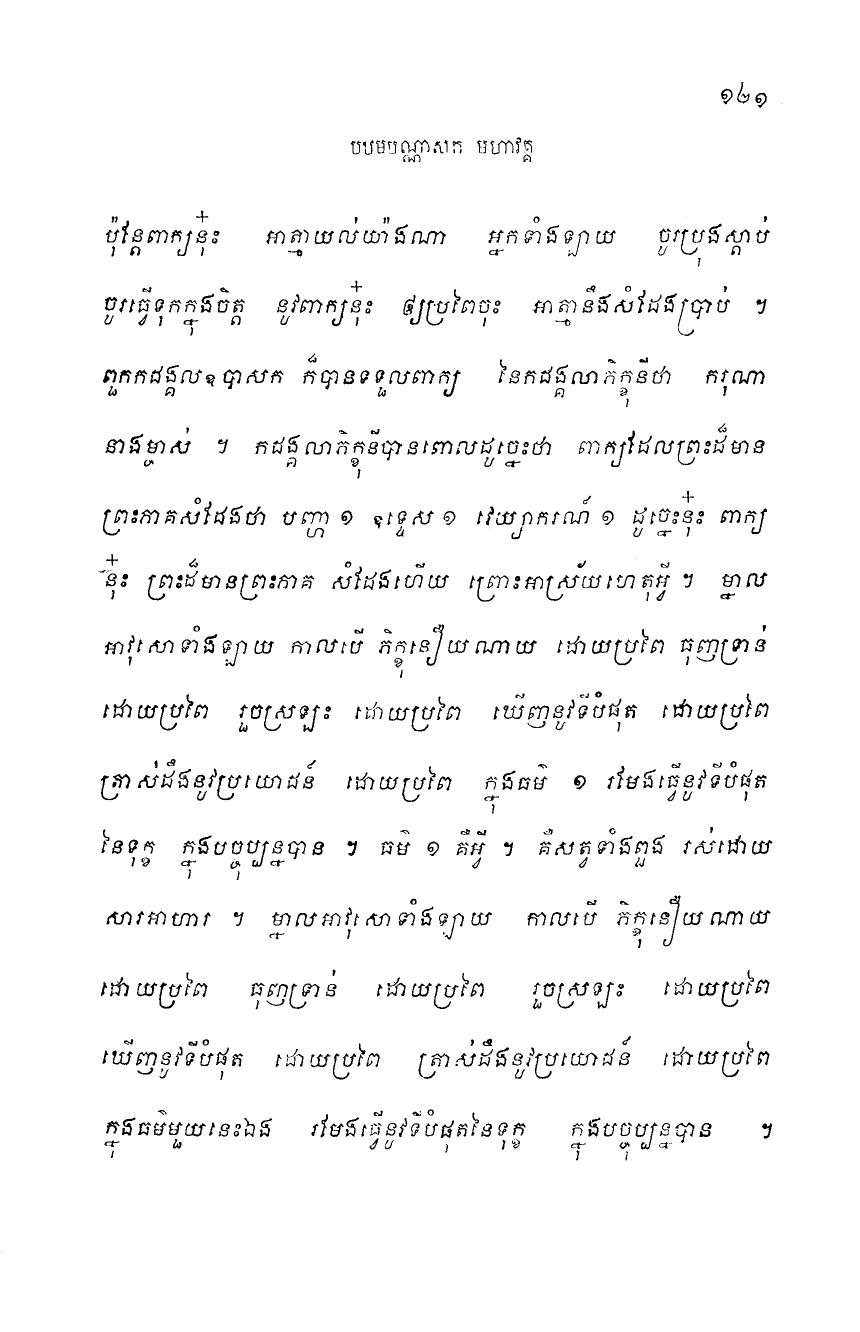 ១២១
បឋមបណ្ណាសក មហាវគ្គ
ប៉ុន្តែពាក្យនុ៎ះ អាត្មាយល់យ៉ាងណា អ្នកទាំងឡាយ ចូរប្រុងស្តាប់
ចូរធ្វើទុកក្នុងចិត្ត នូវពាក្យនុ៎ះ ឲ្យប្រពៃចុះ អាត្មានឹងសំដែងប្រាប់ ។
ពួកកជង្គលឧបាសក ក៏បានទទួលពាក្យ នៃកជង្គលាភិក្ខុនីថា ករុណា
នាងម្ចាស់ ។ កជង្គលាភិក្ខុនីបានពោលដូច្នេះថា ពាក្យដែលព្រះដ៏មាន
ព្រះភាគសំដែងថា បញ្ហា ១ ឧទ្ទេស ១ វេយ្យាករណ៍ ១ ដូច្នេះនុ៎ះ ពាក្យ
នុ៎ះ ព្រះដ៏មានព្រះភាគ សំដែងហើយ ព្រោះអាស្រ័យហេតុអ្វី ។ ម្នាល
អាវុសោទាំងឡាយ កាលបើ ភិក្ខុនឿយណាយ ដោយប្រពៃ ធុញទ្រាន់
ដោយប្រពៃ រួចស្រឡះ ដោយប្រពៃ ឃើញនូវទីបំផុត ដោយប្រពៃ
ត្រាស់ដឹងនូវប្រយោជន៍ ដោយប្រពៃ ក្នុងធម៌ ១ រមែងធ្វើនូវទីបំផុត
នៃទុក្ខ ក្នុងបច្ចុប្បន្នបាន ។ ធម៌ ១ គឺអ្វី ។ គឺសត្វទាំងពួង រស់ដោយ
សារអាហារ ។ ម្នាលអាវុសោទាំងឡាយ កាលបើ ភិក្ខុនឿយណាយ
ដោយប្រពៃ ធុញទ្រាន់ ដោយប្រពៃ រួចស្រឡះ ដោយប្រពៃ
ឃើញនូវទីបំផុត ដោយប្រពៃ ត្រាស់ដឹងនូវប្រយោជន៍ ដោយប្រពៃ
ក្នុងធម៌មួយនេះឯង រមែងធ្វើនូវទីបំផុតនៃទុក្ខ ក្នុងបច្ចុប្បន្នបាន ។